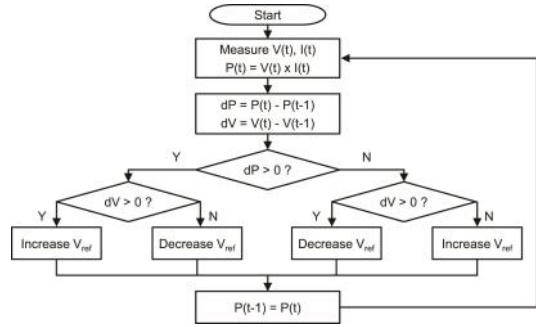 Start
Measure V(t), I(t)
P(t) = V(t) x I(t)
dP = P(t) - P(t-1)
dV = V(t) - V(t-1)
Y
dP > 0 ?
N
dV > 0 ?
dV > 0 ?
Y
N
Y
N
Increase Vref
Decrease Vref
Decrease Vref
Increase Vref
P(t-1) = P(t)